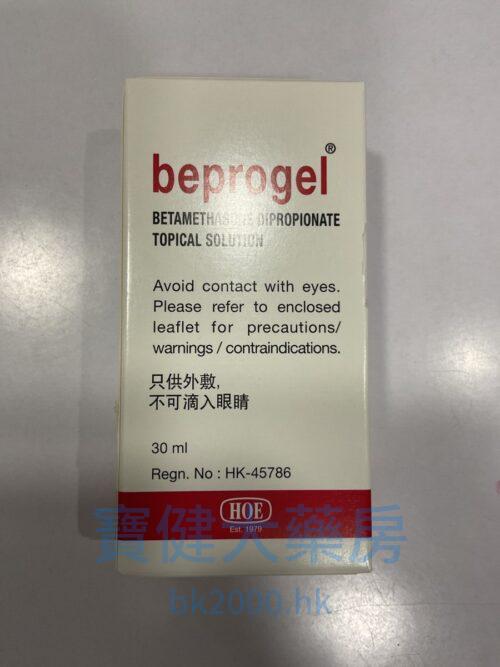 beprogel®
BETAMETHASONE DIPROPIONATE
TOPICAL SOLUTION
Avoid contact with eyes.
Please refer to enclosed
leaflet for precautions/
warnings / contraindications.
只供外敷,
不可滴入眼睛
30 ml
Regn. No : HK-45786
HOE
Est. 1979
寶健大藥房
bk2000.hk